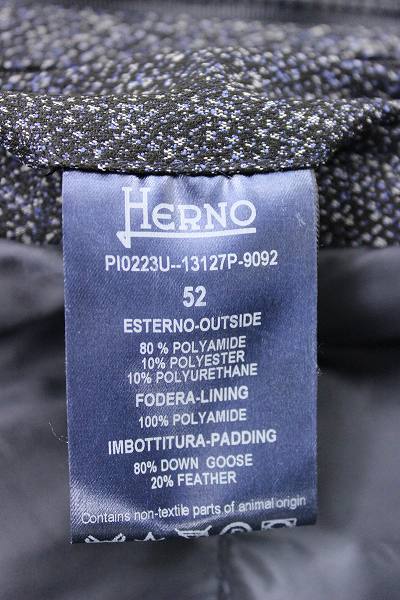 HERNO
PI0223U--13127P-9092
52
ESTERNO-OUTSIDE
80 % POLYAMIDE
10% POLYESTER
10% POLYURETHANE
FODERA-LINING
100% POLYAMIDE
IMBOTTITURA-PADDING
80% DOWN GOOSE
20% FEATHER
Contains non-textile parts of animal origin